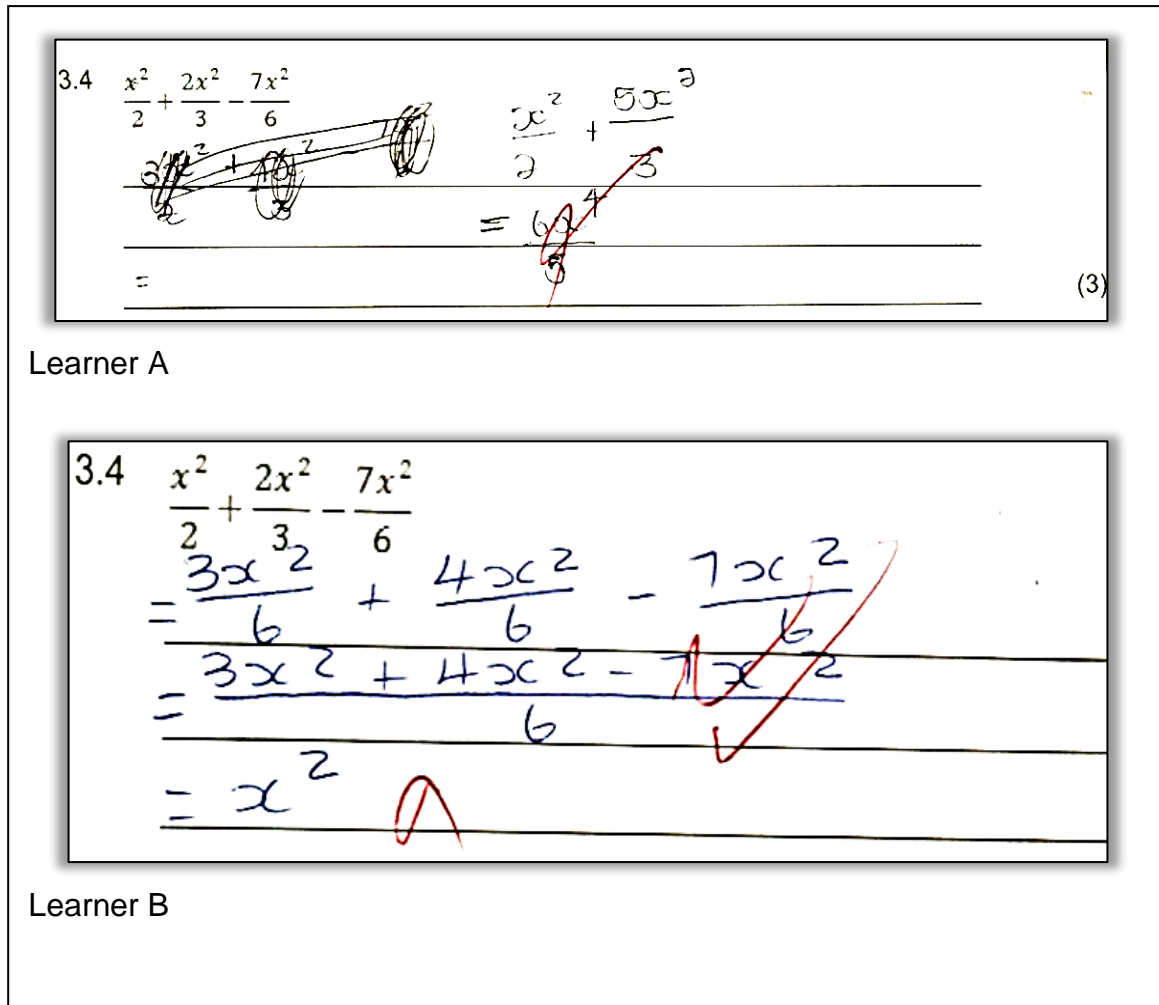 3.4 x²/2 + 2x²/3 - 7x²/6
x²/2 + 5x²/3
= 6x⁴/5
=
(3)
Learner A
3.4 x²/2 + 2x²/3 - 7x²/6
= 3x²/6 + 4x²/6 - 7x²/6
= 3x² + 4x² - 7x²/6
= x²
Learner B